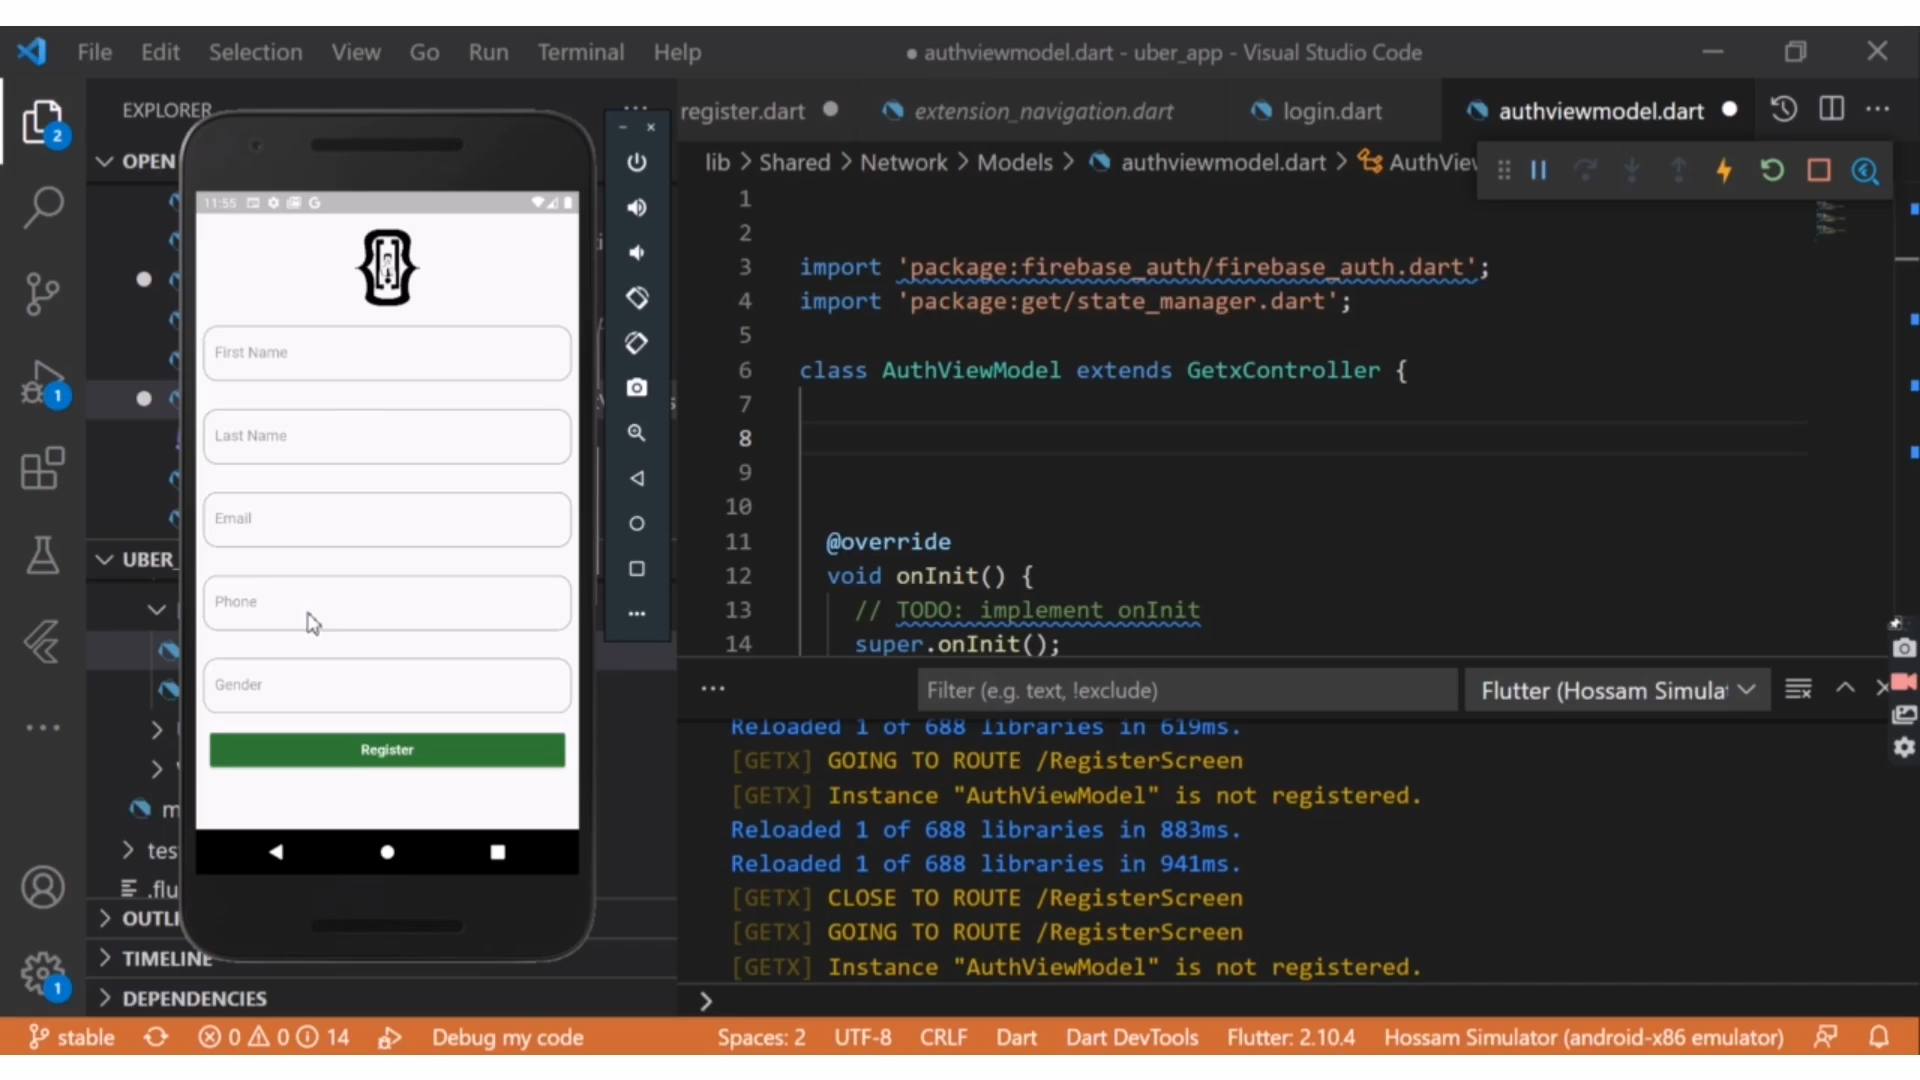 File Edit Selection View Go Run Terminal Help
● authviewmodel.dart - uber_app - Visual Studio Code
EXPLORER
OPEN
2
1
UBER_
tes
.flu
OUTLI
TIMELINE
DEPENDENCIES
1
11:55
First Name
Last Name
Email
Phone
Gender
Register
register.dart
extension_navigation.dart
login.dart
authviewmodel.dart
lib > Shared > Network > Models > authviewmodel.dart > AuthView
1
2
3 import 'package:firebase_auth/firebase_auth.dart';
4 import 'package:get/state_manager.dart';
5
6 class AuthViewModel extends GetxController {
7
8
9
10
11 @override
12 void onInit() {
13 // TODO: implement onInit
14 super.onInit();
Filter (e.g. text, !exclude)
Flutter (Hossam Simula
Reloaded 1 of 688 libraries in 619ms.
[GETX] GOING TO ROUTE /RegisterScreen
[GETX] Instance "AuthViewModel" is not registered.
Reloaded 1 of 688 libraries in 883ms.
Reloaded 1 of 688 libraries in 941ms.
[GETX] CLOSE TO ROUTE /RegisterScreen
[GETX] GOING TO ROUTE /RegisterScreen
[GETX] Instance "AuthViewModel" is not registered.
stable 0 0 14 Debug my code Spaces: 2 UTF-8 CRLF Dart Dart DevTools Flutter: 2.10.4 Hossam Simulator (android-x86 emulator)